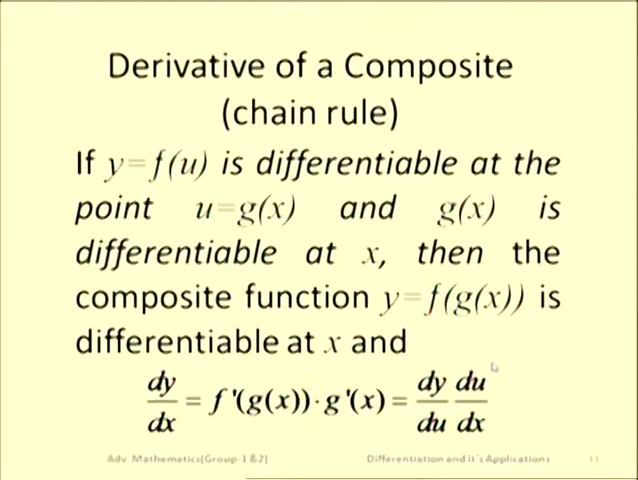 Derivative of a Composite
(chain rule)
If y=f(u) is differentiable at the
point u=g(x) and g(x) is
differentiable at x, then the
composite function y=f(g(x)) is
differentiable at x and
dy/dx = f'(g(x))·g'(x) = dy/du du/dx
Adv. Mathematics(Group-1&2) Differentiation and it's Applications 11